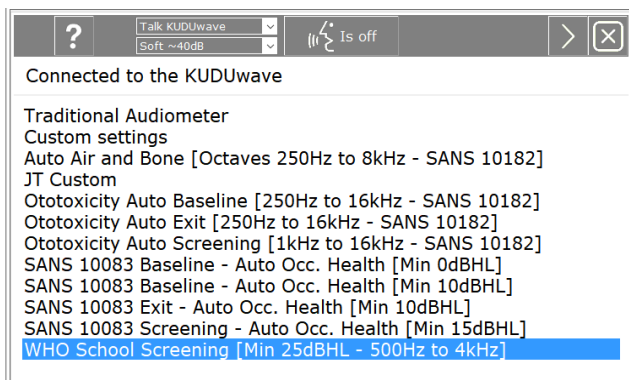 ?
Talk KUDUwave
Soft ~40dB
Is off
Connected to the KUDUwave
Traditional Audiometer
Custom settings
Auto Air and Bone [Octaves 250Hz to 8kHz - SANS 10182]
JT Custom
Ototoxicity Auto Baseline [250Hz to 16kHz - SANS 10182]
Ototoxicity Auto Exit [250Hz to 16kHz - SANS 10182]
Ototoxicity Auto Screening [1kHz to 16kHz - SANS 10182]
SANS 10083 Baseline - Auto Occ. Health [Min 0dBHL]
SANS 10083 Baseline - Auto Occ. Health [Min 10dBHL]
SANS 10083 Exit - Auto Occ. Health [Min 10dBHL]
SANS 10083 Screening - Auto Occ. Health [Min 15dBHL]
WHO School Screening [Min 25dBHL - 500Hz to 4kHz]